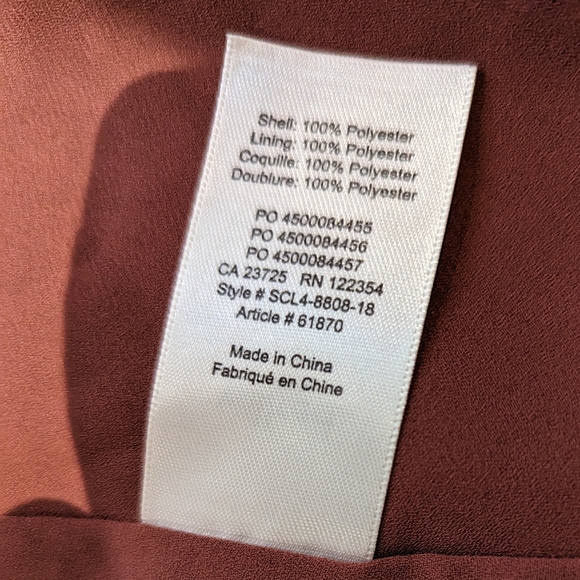 Shell: 100% Polyester
Lining: 100% Polyester
Coquille: 100% Polyester
Doublure: 100% Polyester
PO 4500084455
PO 4500084456
PO 4500084457
CA 23725 RN 122354
Style # SCL4-8808-18
Article # 61870
Made in China
Fabriqué en Chine